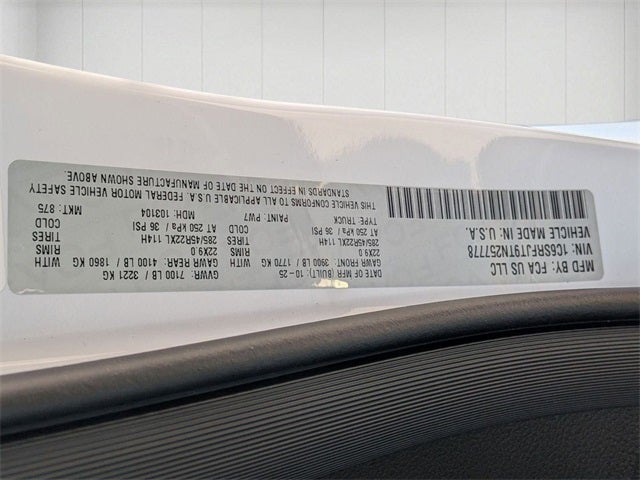 MFD BY: FCA US LLC
VIN: 1C6SRFJT9TN257778
VEHICLE MADE IN: U.S.A.
DATE OF MFR (BUILT): 10-25 GVWR: 7100 LB / 3221 KG
GAWR FRONT: 3900 LB / 1770 KG WITH GAWR REAR: 4100 LB / 1860 KG WITH
22X9.0 RIMS 22X9.0 RIMS
285/45R22XL 114H TIRES 285/45R22XL 114H TIRES
AT 250 kPa / 36 PSI COLD AT 250 kPa / 36 PSI COLD
TYPE: TRUCK PAINT: PW7 MDH: 103104 MKT: 875
THIS VEHICLE CONFORMS TO ALL APPLICABLE U.S.A. FEDERAL MOTOR VEHICLE SAFETY
STANDARDS IN EFFECT ON THE DATE OF MANUFACTURE SHOWN ABOVE.